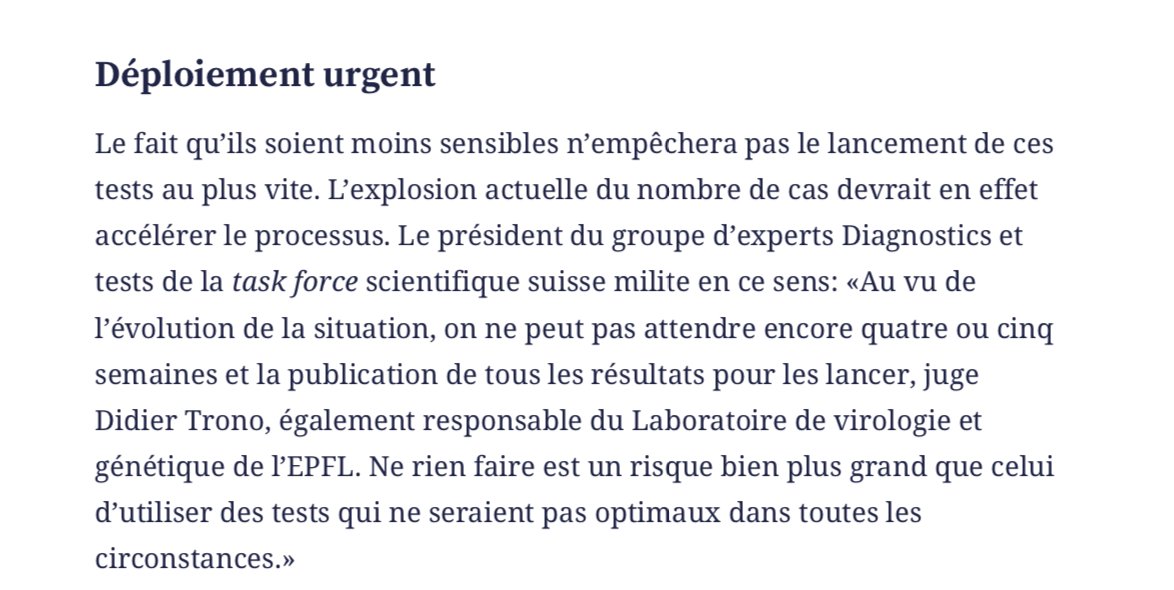 Déploiement urgent
Le fait qu’ils soient moins sensibles n’empêchera pas le lancement de ces
tests au plus vite. L’explosion actuelle du nombre de cas devrait en effet
accélérer le processus. Le président du groupe d’experts Diagnostics et
tests de la task force scientifique suisse milite en ce sens: «Au vu de
l’évolution de la situation, on ne peut pas attendre encore quatre ou cinq
semaines et la publication de tous les résultats pour les lancer, juge
Didier Trono, également responsable du Laboratoire de virologie et
génétique de l’EPFL. Ne rien faire est un risque bien plus grand que celui
d’utiliser des tests qui ne seraient pas optimaux dans toutes les
circonstances.»